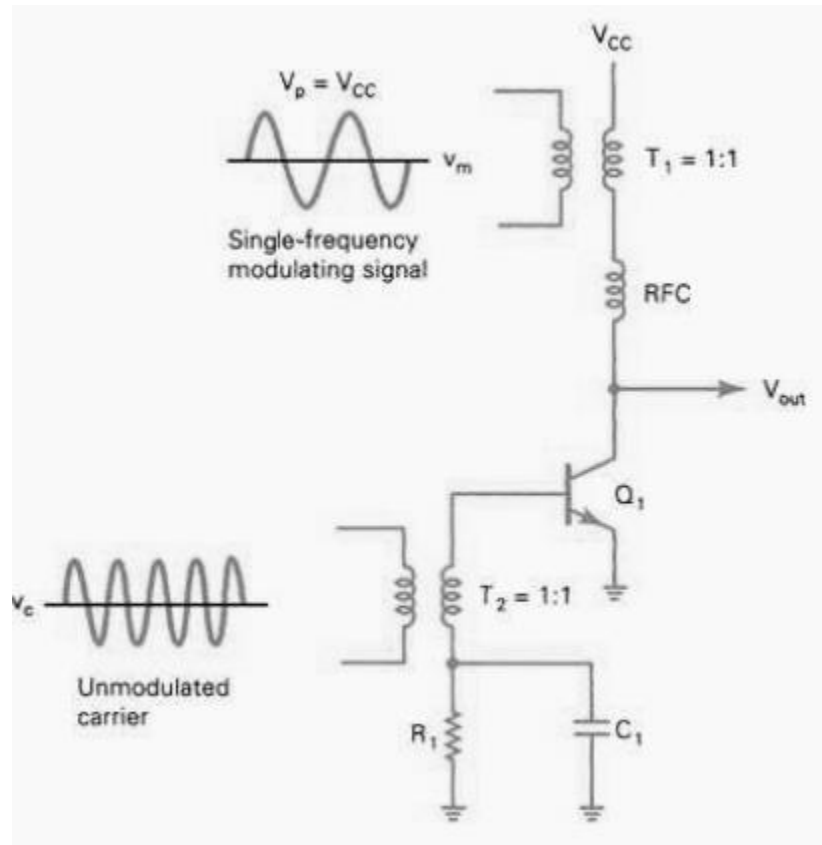 V_CC
V_p = V_CC
v_m
T_1 = 1:1
Single-frequency
modulating signal
RFC
V_out
Q_1
v_c
T_2 = 1:1
Unmodulated
carrier
R_1
C_1